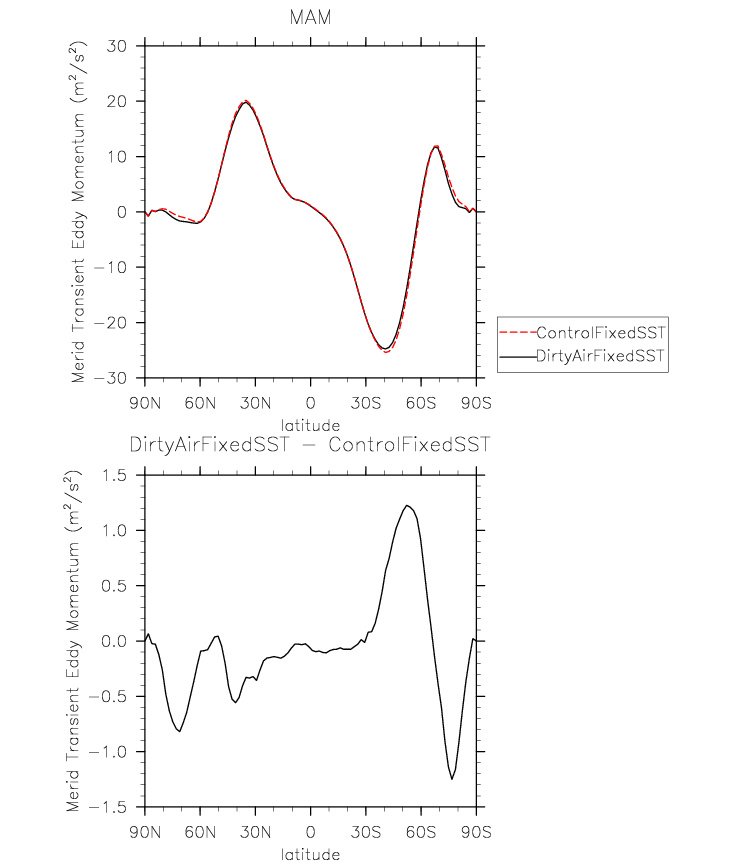 MAM
Merid Transient Eddy Momentum (m²/s²)
30
20
10
0
−10
−20
−30
90N 60N 30N 0 30S 60S 90S
latitude
ControlFixedSST
DirtyAirFixedSST
DirtyAirFixedSST − ControlFixedSST
Merid Transient Eddy Momentum (m²/s²)
1.5
1.0
0.5
0.0
−0.5
−1.0
−1.5
90N 60N 30N 0 30S 60S 90S
latitude